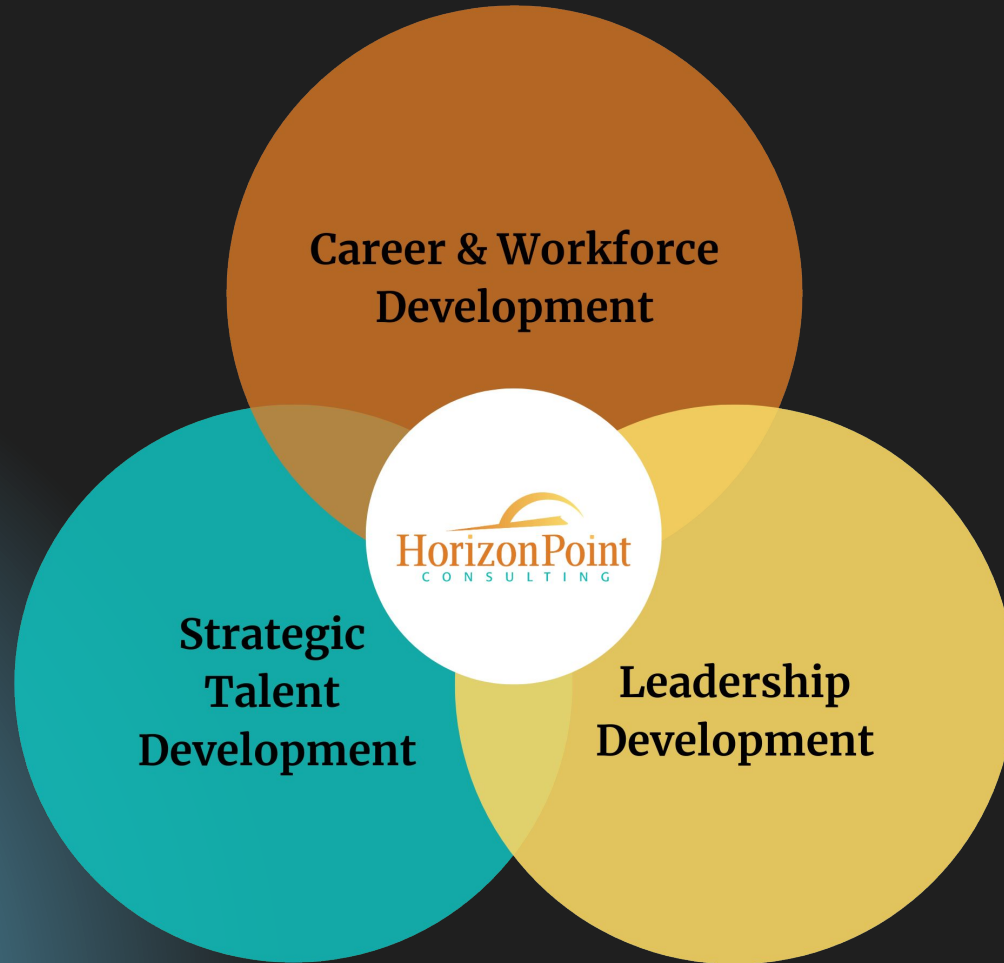 Career & Workforce
Development
HorizonPoint
CONSULTING
Strategic
Talent
Development
Leadership
Development